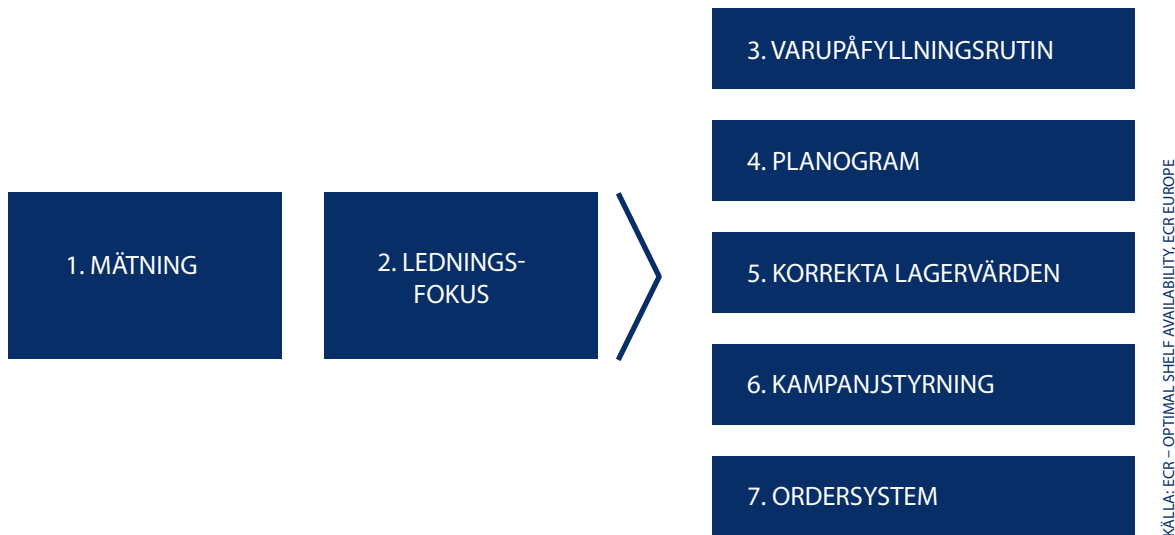 1. MÄTNING
2. LEDNINGS-
FOKUS
3. VARUPÅFYLLNINGSRUTIN
4. PLANOGRAM
5. KORREKTA LAGERVÄRDEN
6. KAMPANJSTYRNING
7. ORDERSYSTEM
KÄLLA: ECR – OPTIMAL SHELF AVAILABILITY, ECR EUROPE